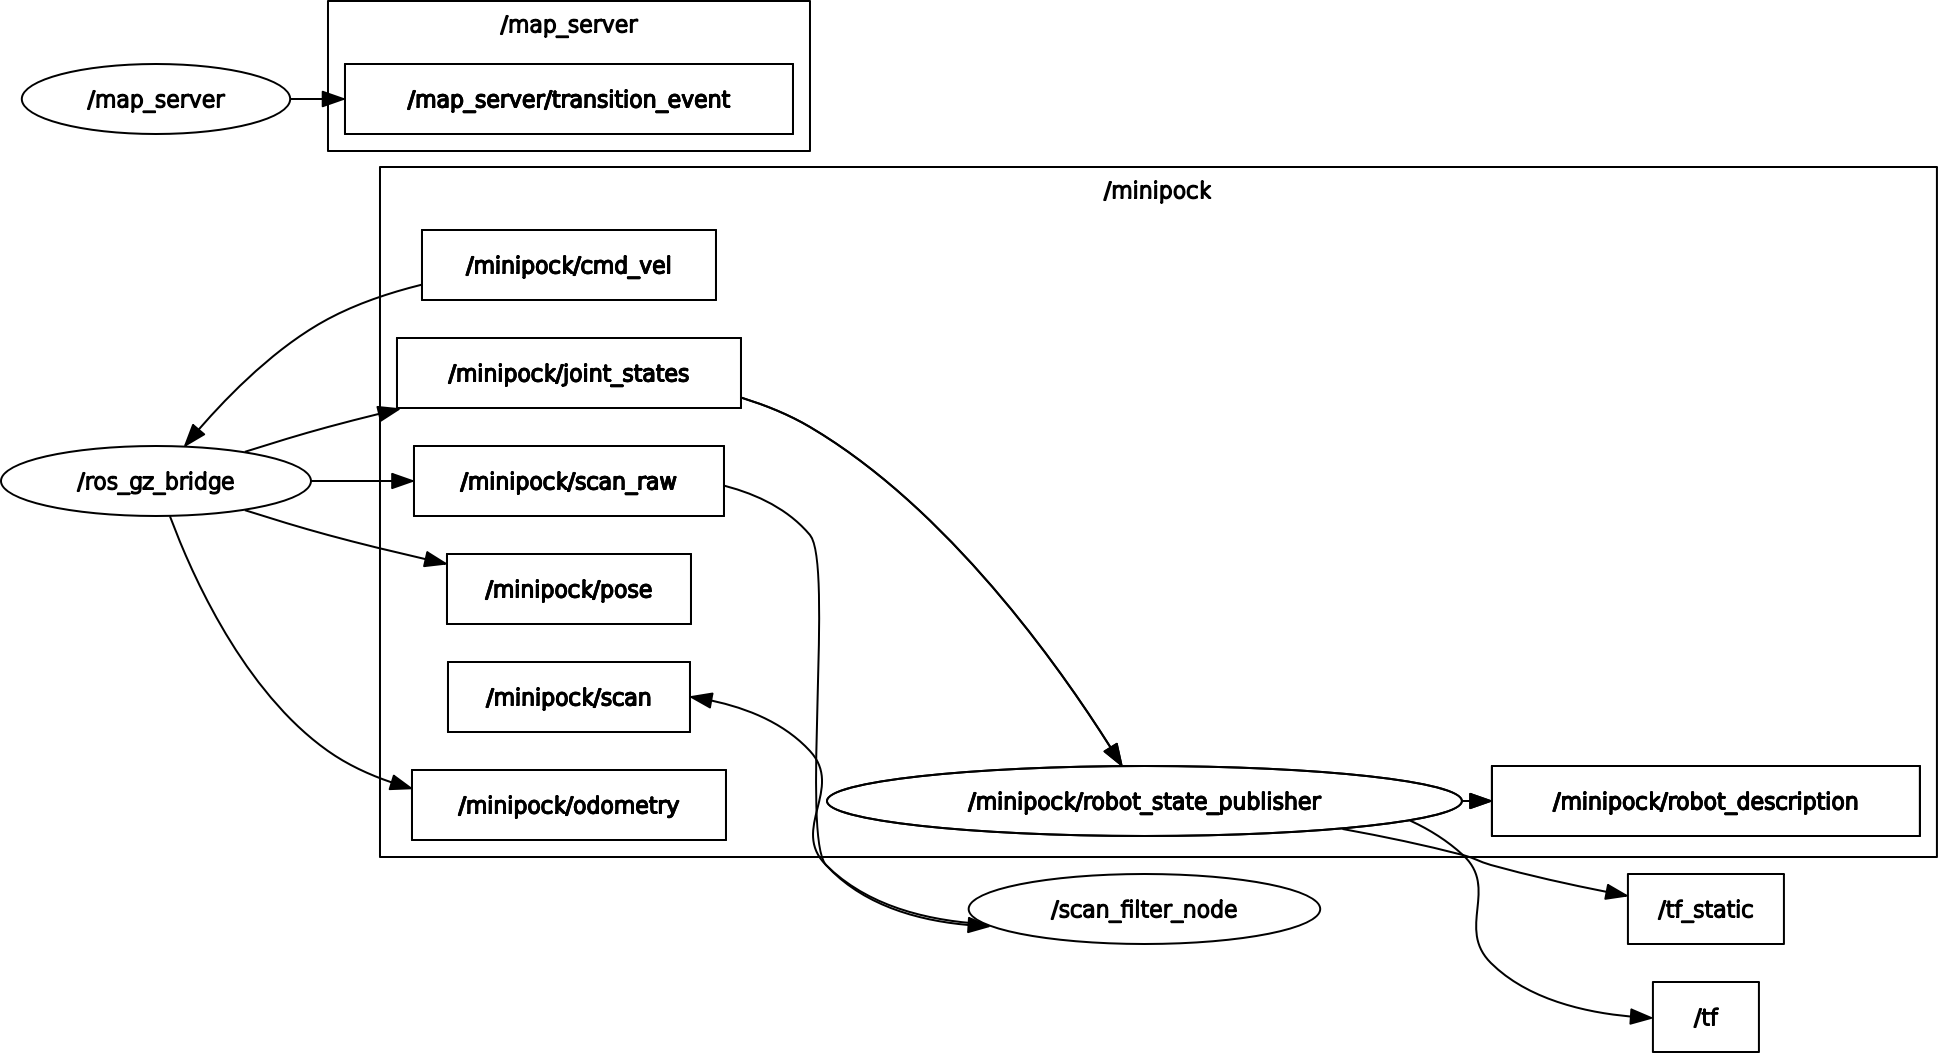 /map_server
/map_server
/map_server/transition_event
/minipock
/minipock/cmd_vel
/minipock/joint_states
/ros_gz_bridge
/minipock/scan_raw
/minipock/pose
/minipock/scan
/minipock/odometry
/minipock/robot_state_publisher
/minipock/robot_description
/scan_filter_node
/tf_static
/tf